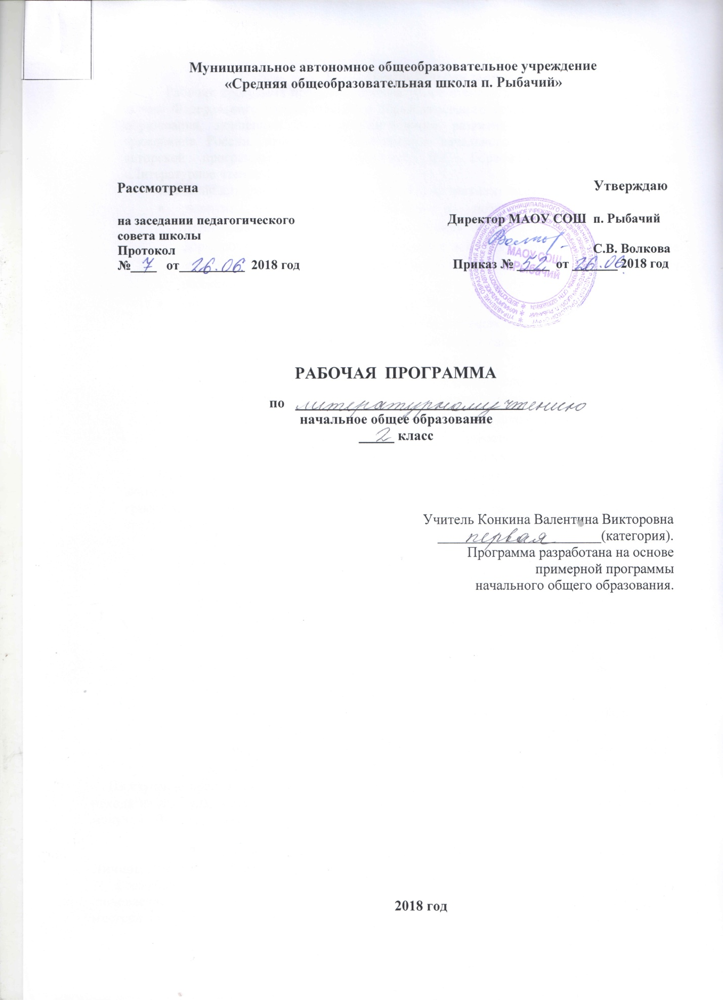 Муниципальное автономное общеобразовательное учреждение
«Средняя общеобразовательная школа п. Рыбачий»
Рассмотрена
на заседании педагогического
совета школы
Протокол
№ 7 от 26.06. 2018 год
Утверждаю
Директор МАОУ СОШ п. Рыбачий
С.В. Волкова
Приказ № 52 от 26.06. 2018 год
МАОУ СОШ
п.Рыбачий
РАБОЧАЯ ПРОГРАММА
по литературному чтению
начальное общее образование
2 класс
Учитель Конкина Валентина Викторовна
первая (категория).
Программа разработана на основе
примерной программы
начального общего образования.
2018 год